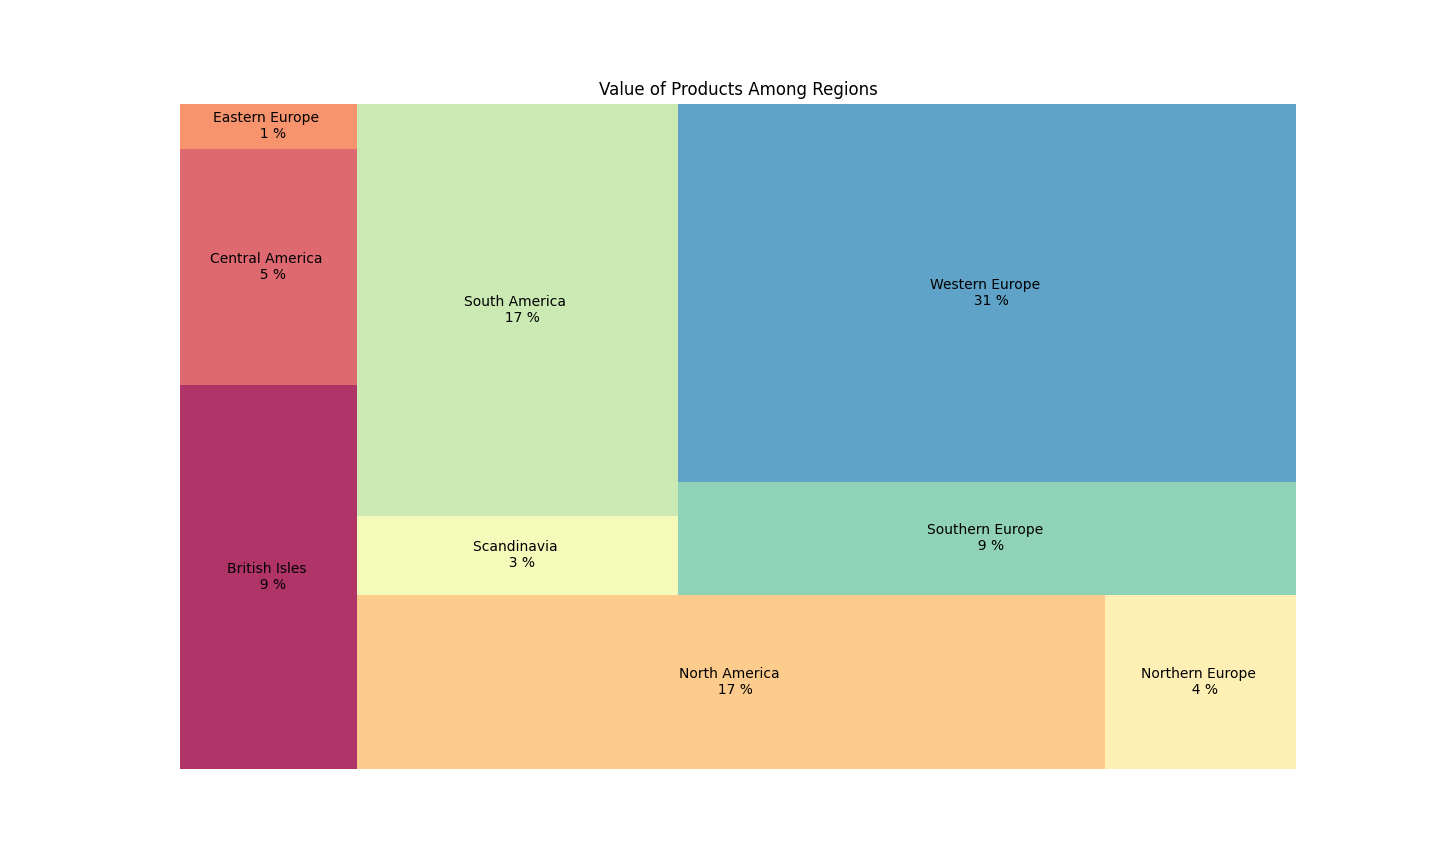 Value of Products Among Regions
Eastern Europe
1 %
Central America
5 %
British Isles
9 %
South America
17 %
Scandinavia
3 %
Western Europe
31 %
Southern Europe
9 %
North America
17 %
Northern Europe
4 %